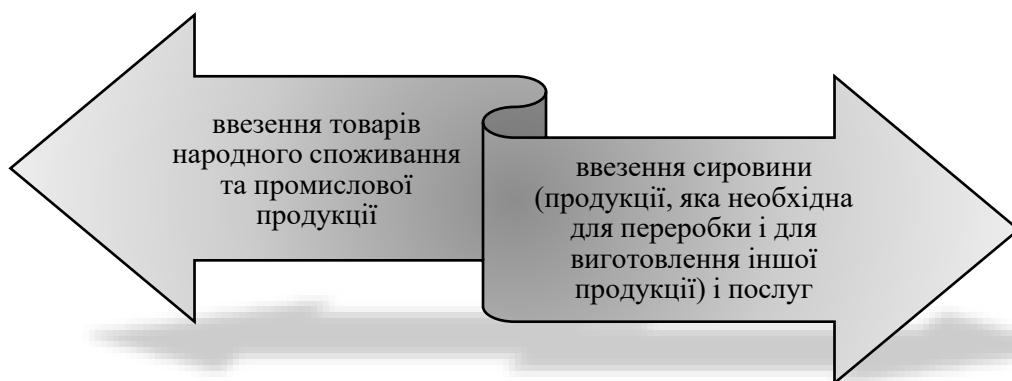 ввезення товарів
народного споживання
та промислової
продукції
ввезення сировини
(продукції, яка необхідна
для переробки і для
виготовлення іншої
продукції) і послуг